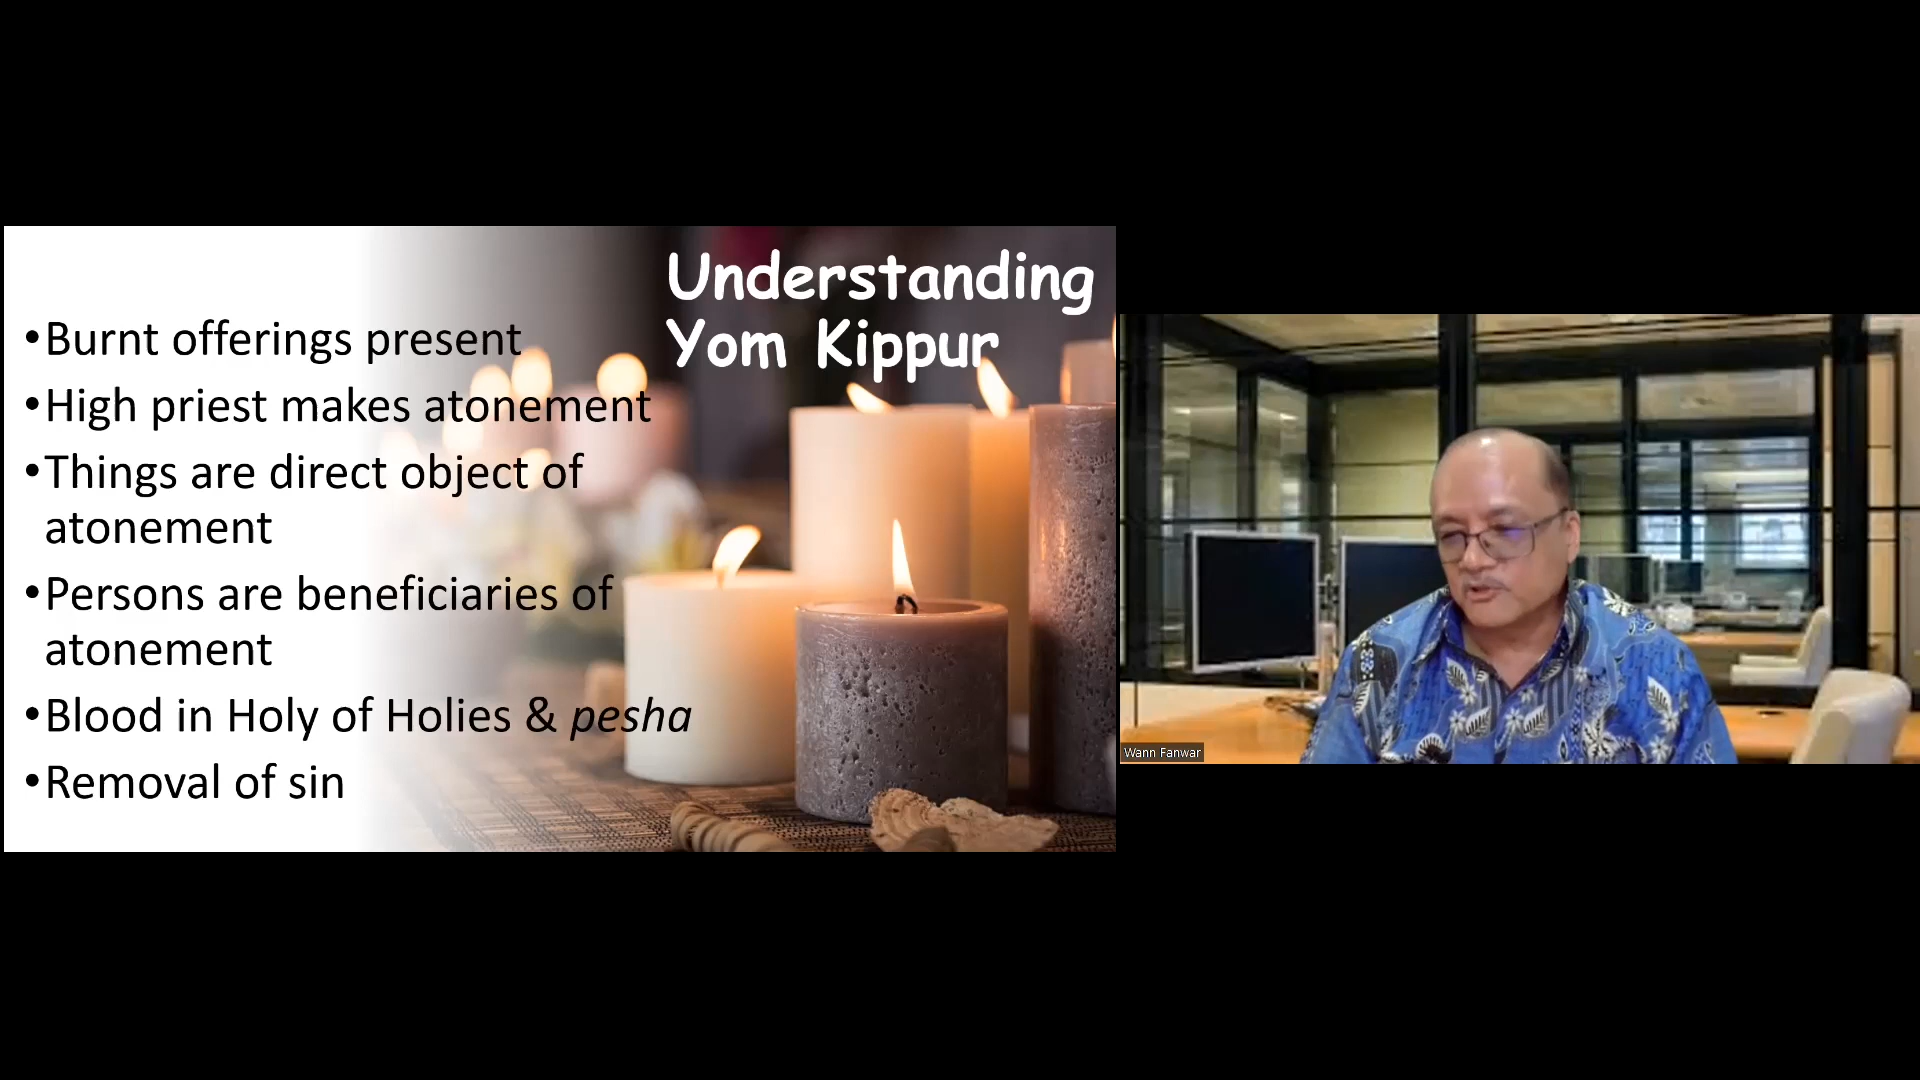 Understanding
Yom Kippur
•Burnt offerings present
•High priest makes atonement
•Things are direct object of
atonement
•Persons are beneficiaries of
atonement
•Blood in Holy of Holies & pesha
•Removal of sin
Wann Fanwar